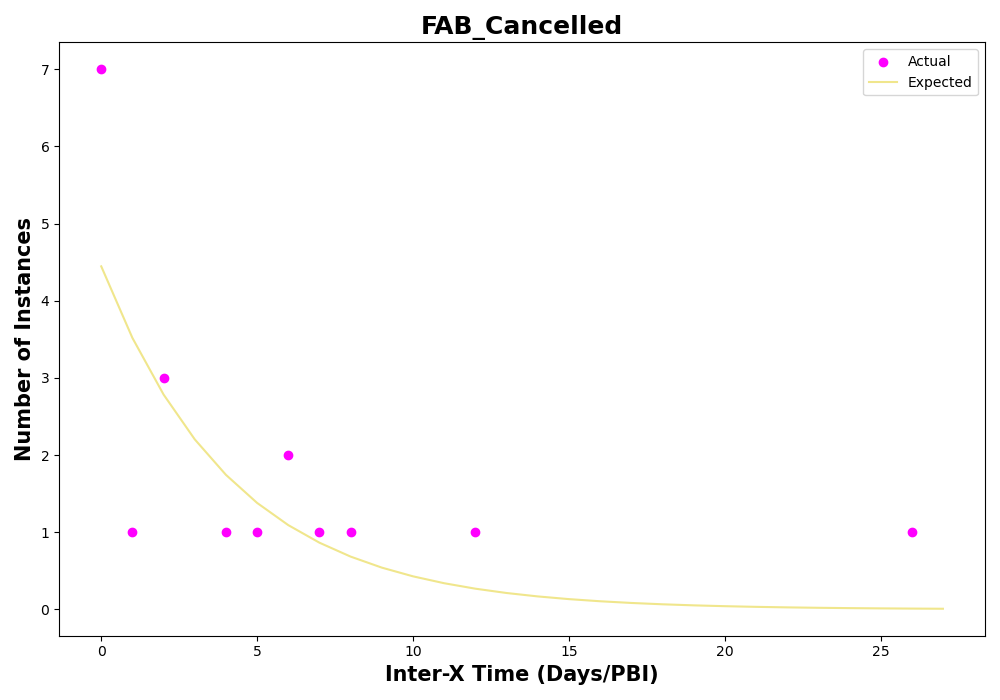 FAB_Cancelled
Actual
Expected
7
6
5
4
3
2
1
0
Number of Instances
0 5 10 15 20 25
Inter-X Time (Days/PBI)